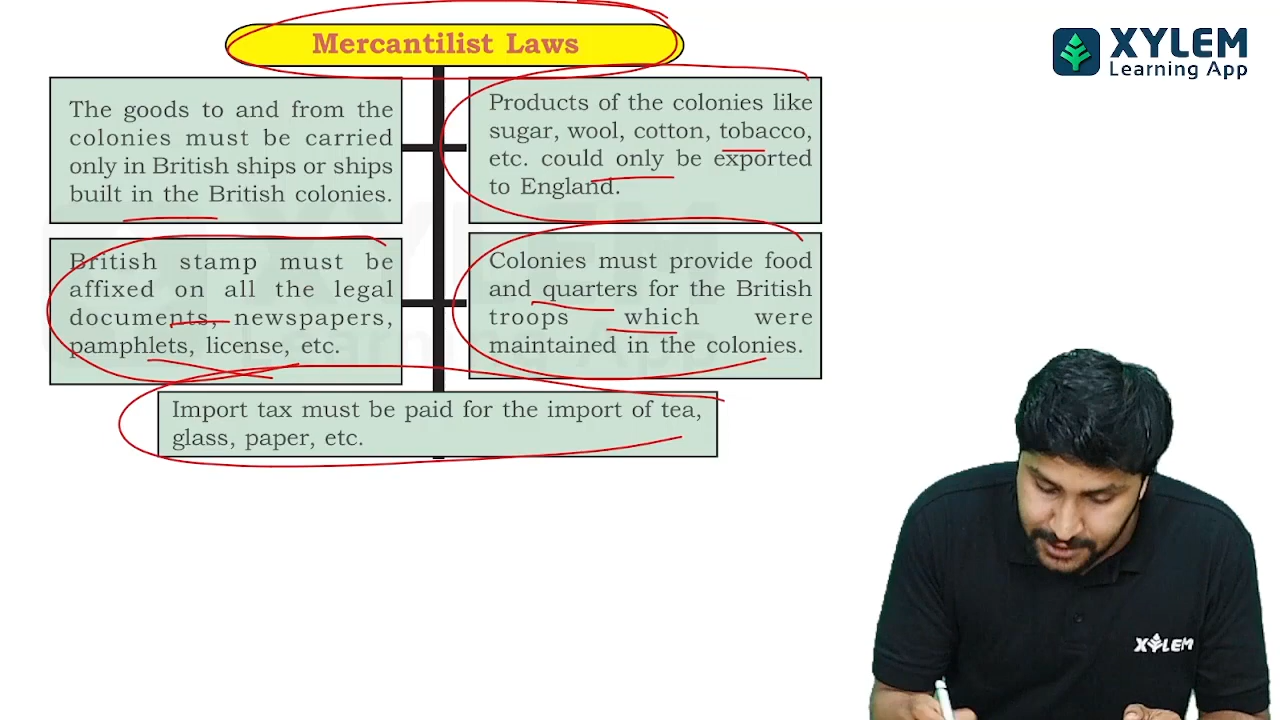 Mercantilist Laws
XYLEM
Learning App
The goods to and from the
colonies must be carried
only in British ships or ships
built in the British colonies.
Products of the colonies like
sugar, wool, cotton, tobacco,
etc. could only be exported
to England.
British stamp must be
affixed on all the legal
documents, newspapers,
pamphlets, license, etc.
Colonies must provide food
and quarters for the British
troops which were
maintained in the colonies.
Import tax must be paid for the import of tea,
glass, paper, etc.
XYLEM